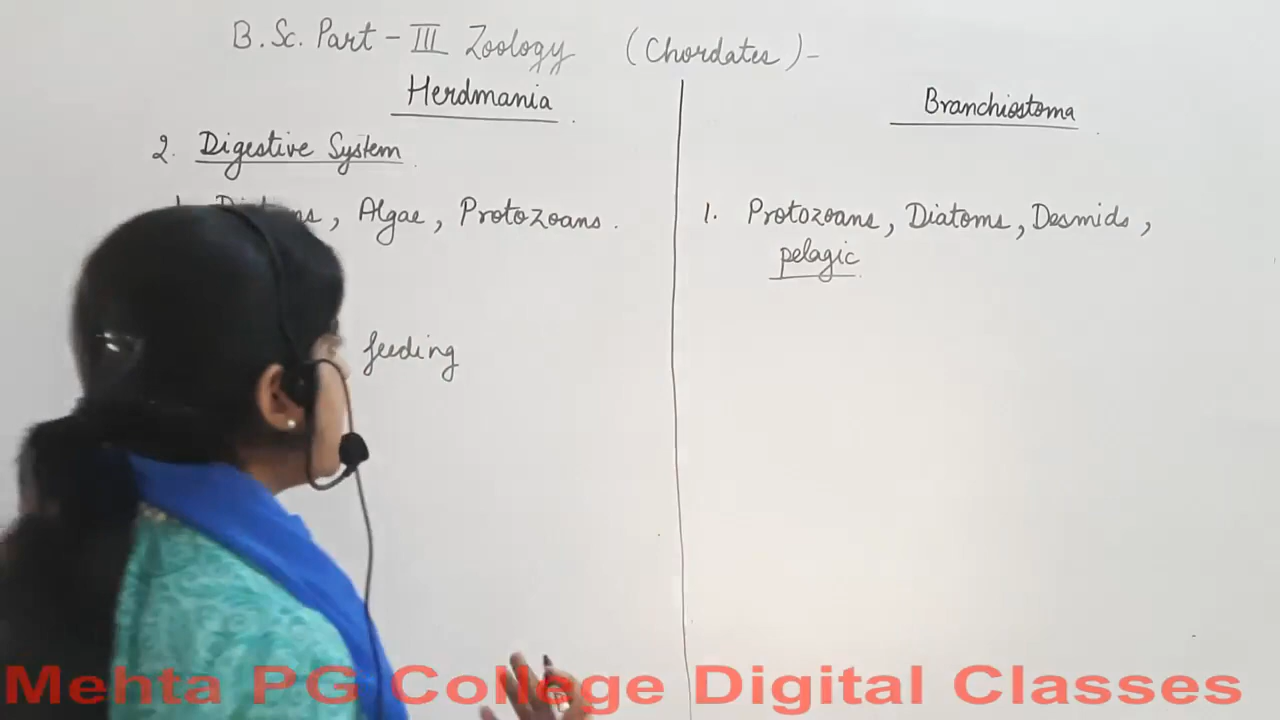 B.Sc. Part - III Zoology (Chordates) -
Herdmania
2. Digestive System
Algae, Protozoans.
feeding
Branchiostoma
1. Protozoans, Diatoms, Desmids,
pelagic
Mehta PG College Digital Classes